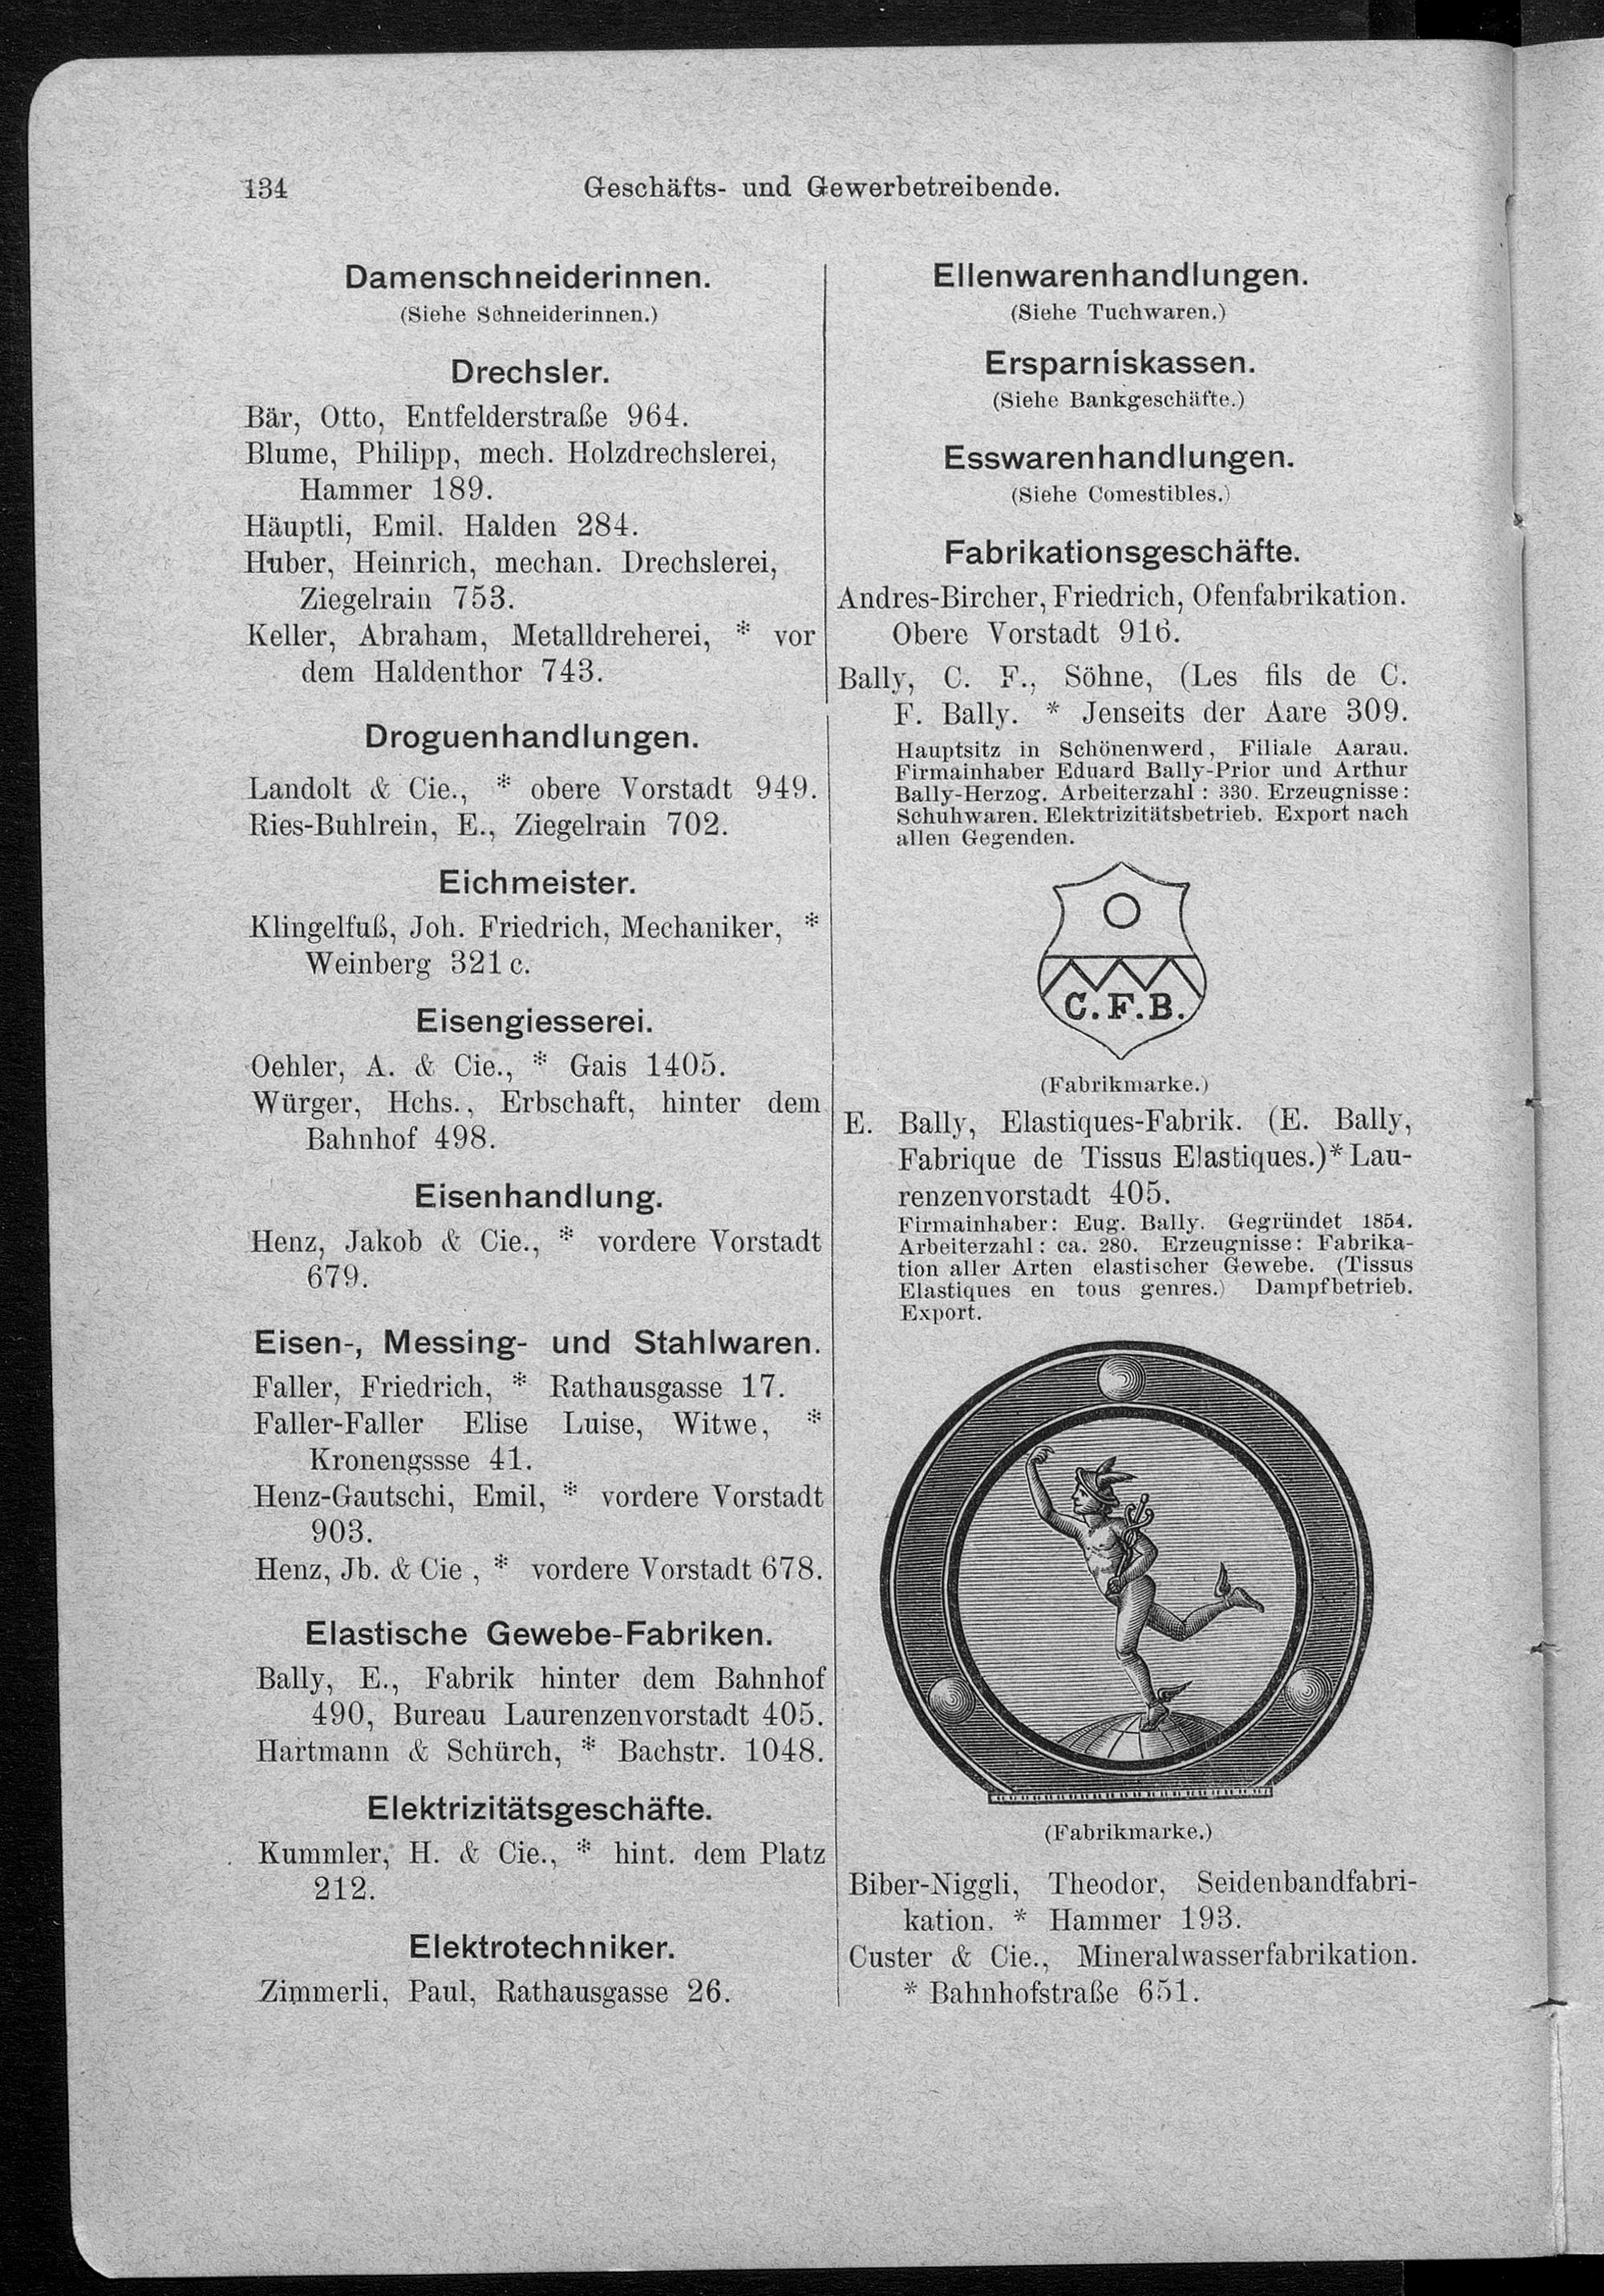 134
Geschäfts- und Gewerbetreibende.
Damenschneiderinnen.
(Siehe Schneiderinnen.)
Drechsler.
Bär, Otto, Entfelderstraße 964.
Blume, Philipp, mech. Holzdrechslerei,
Hammer 189.
Häuptli, Emil. Halden 284.
Huber, Heinrich, mechan. Drechslerei,
Ziegelrain 753.
Keller, Abraham, Metalldreherei, * vor
dem Haldenthor 743.
Droguenhandlungen.
Landolt & Cie., * obere Vorstadt 949.
Ries-Buhlrein, E., Ziegelrain 702.
Eichmeister.
Klingelfuß, Joh. Friedrich, Mechaniker, *
Weinberg 321 c.
Eisengiesserei.
Oehler, A. & Cie., * Gais 1405.
Würger, Hchs., Erbschaft, hinter dem
Bahnhof 498.
Eisenhandlung.
Henz, Jakob & Cie., * vordere Vorstadt
679.
Eisen-, Messing- und Stahlwaren.
Faller, Friedrich, * Rathausgasse 17.
Faller-Faller Elise Luise, Witwe, *
Kronengssse 41.
Henz-Gautschi, Emil, * vordere Vorstadt
903.
Henz, Jb. & Cie , * vordere Vorstadt 678.
Elastische Gewebe-Fabriken.
Bally, E., Fabrik hinter dem Bahnhof
490, Bureau Laurenzenvorstadt 405.
Hartmann & Schürch, * Bachstr. 1048.
Elektrizitätsgeschäfte.
Kummler, H. & Cie., * hint. dem Platz
212.
Elektrotechniker.
Zimmerli, Paul, Rathausgasse 26.
Ellenwarenhandlungen.
(Siehe Tuchwaren.)
Ersparniskassen.
(Siehe Bankgeschäfte.)
Esswarenhandlungen.
(Siehe Comestibles.)
Fabrikationsgeschäfte.
Andres-Bircher, Friedrich, Ofenfabrikation.
Obere Vorstadt 916.
Bally, C. F., Söhne, (Les fils de C.
F. Bally. * Jenseits der Aare 309.
Hauptsitz in Schönenwerd, Filiale Aarau.
Firmainhaber Eduard Bally-Prior und Arthur
Bally-Herzog. Arbeiterzahl : 330. Erzeugnisse:
Schuhwaren. Elektrizitätsbetrieb. Export nach
allen Gegenden.
C.F.B.
(Fabrikmarke.)
E. Bally, Elastiques-Fabrik. (E. Bally,
Fabrique de Tissus Elastiques.)* Lau-
renzenvorstadt 405.
Firmainhaber: Eug. Bally. Gegründet 1854.
Arbeiterzahl : ca. 280. Erzeugnisse: Fabrika-
tion aller Arten elastischer Gewebe. (Tissus
Elastiques en tous genres.) Dampfbetrieb.
Export.
(Fabrikmarke.)
Biber-Niggli, Theodor, Seidenbandfabri-
kation. * Hammer 193.
Custer & Cie., Mineralwasserfabrikation.
* Bahnhofstraße 651.